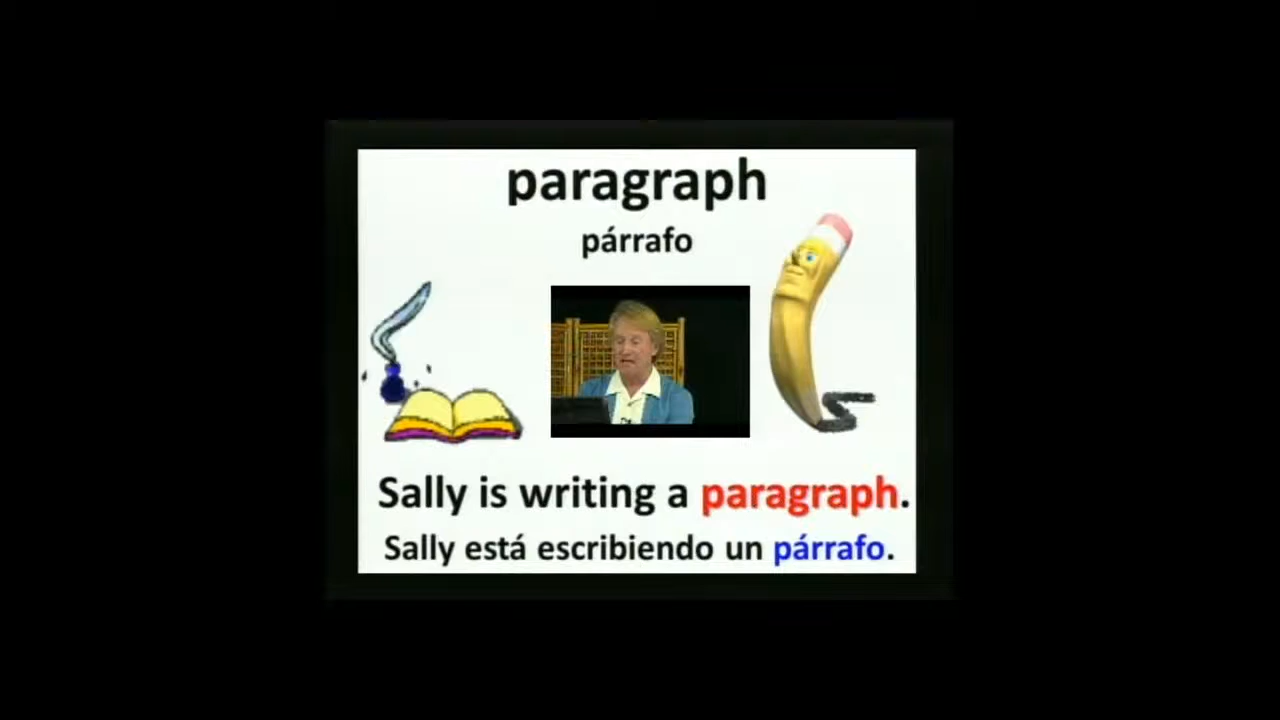 paragraph
párrafo
Sally is writing a paragraph.
Sally está escribiendo un párrafo.